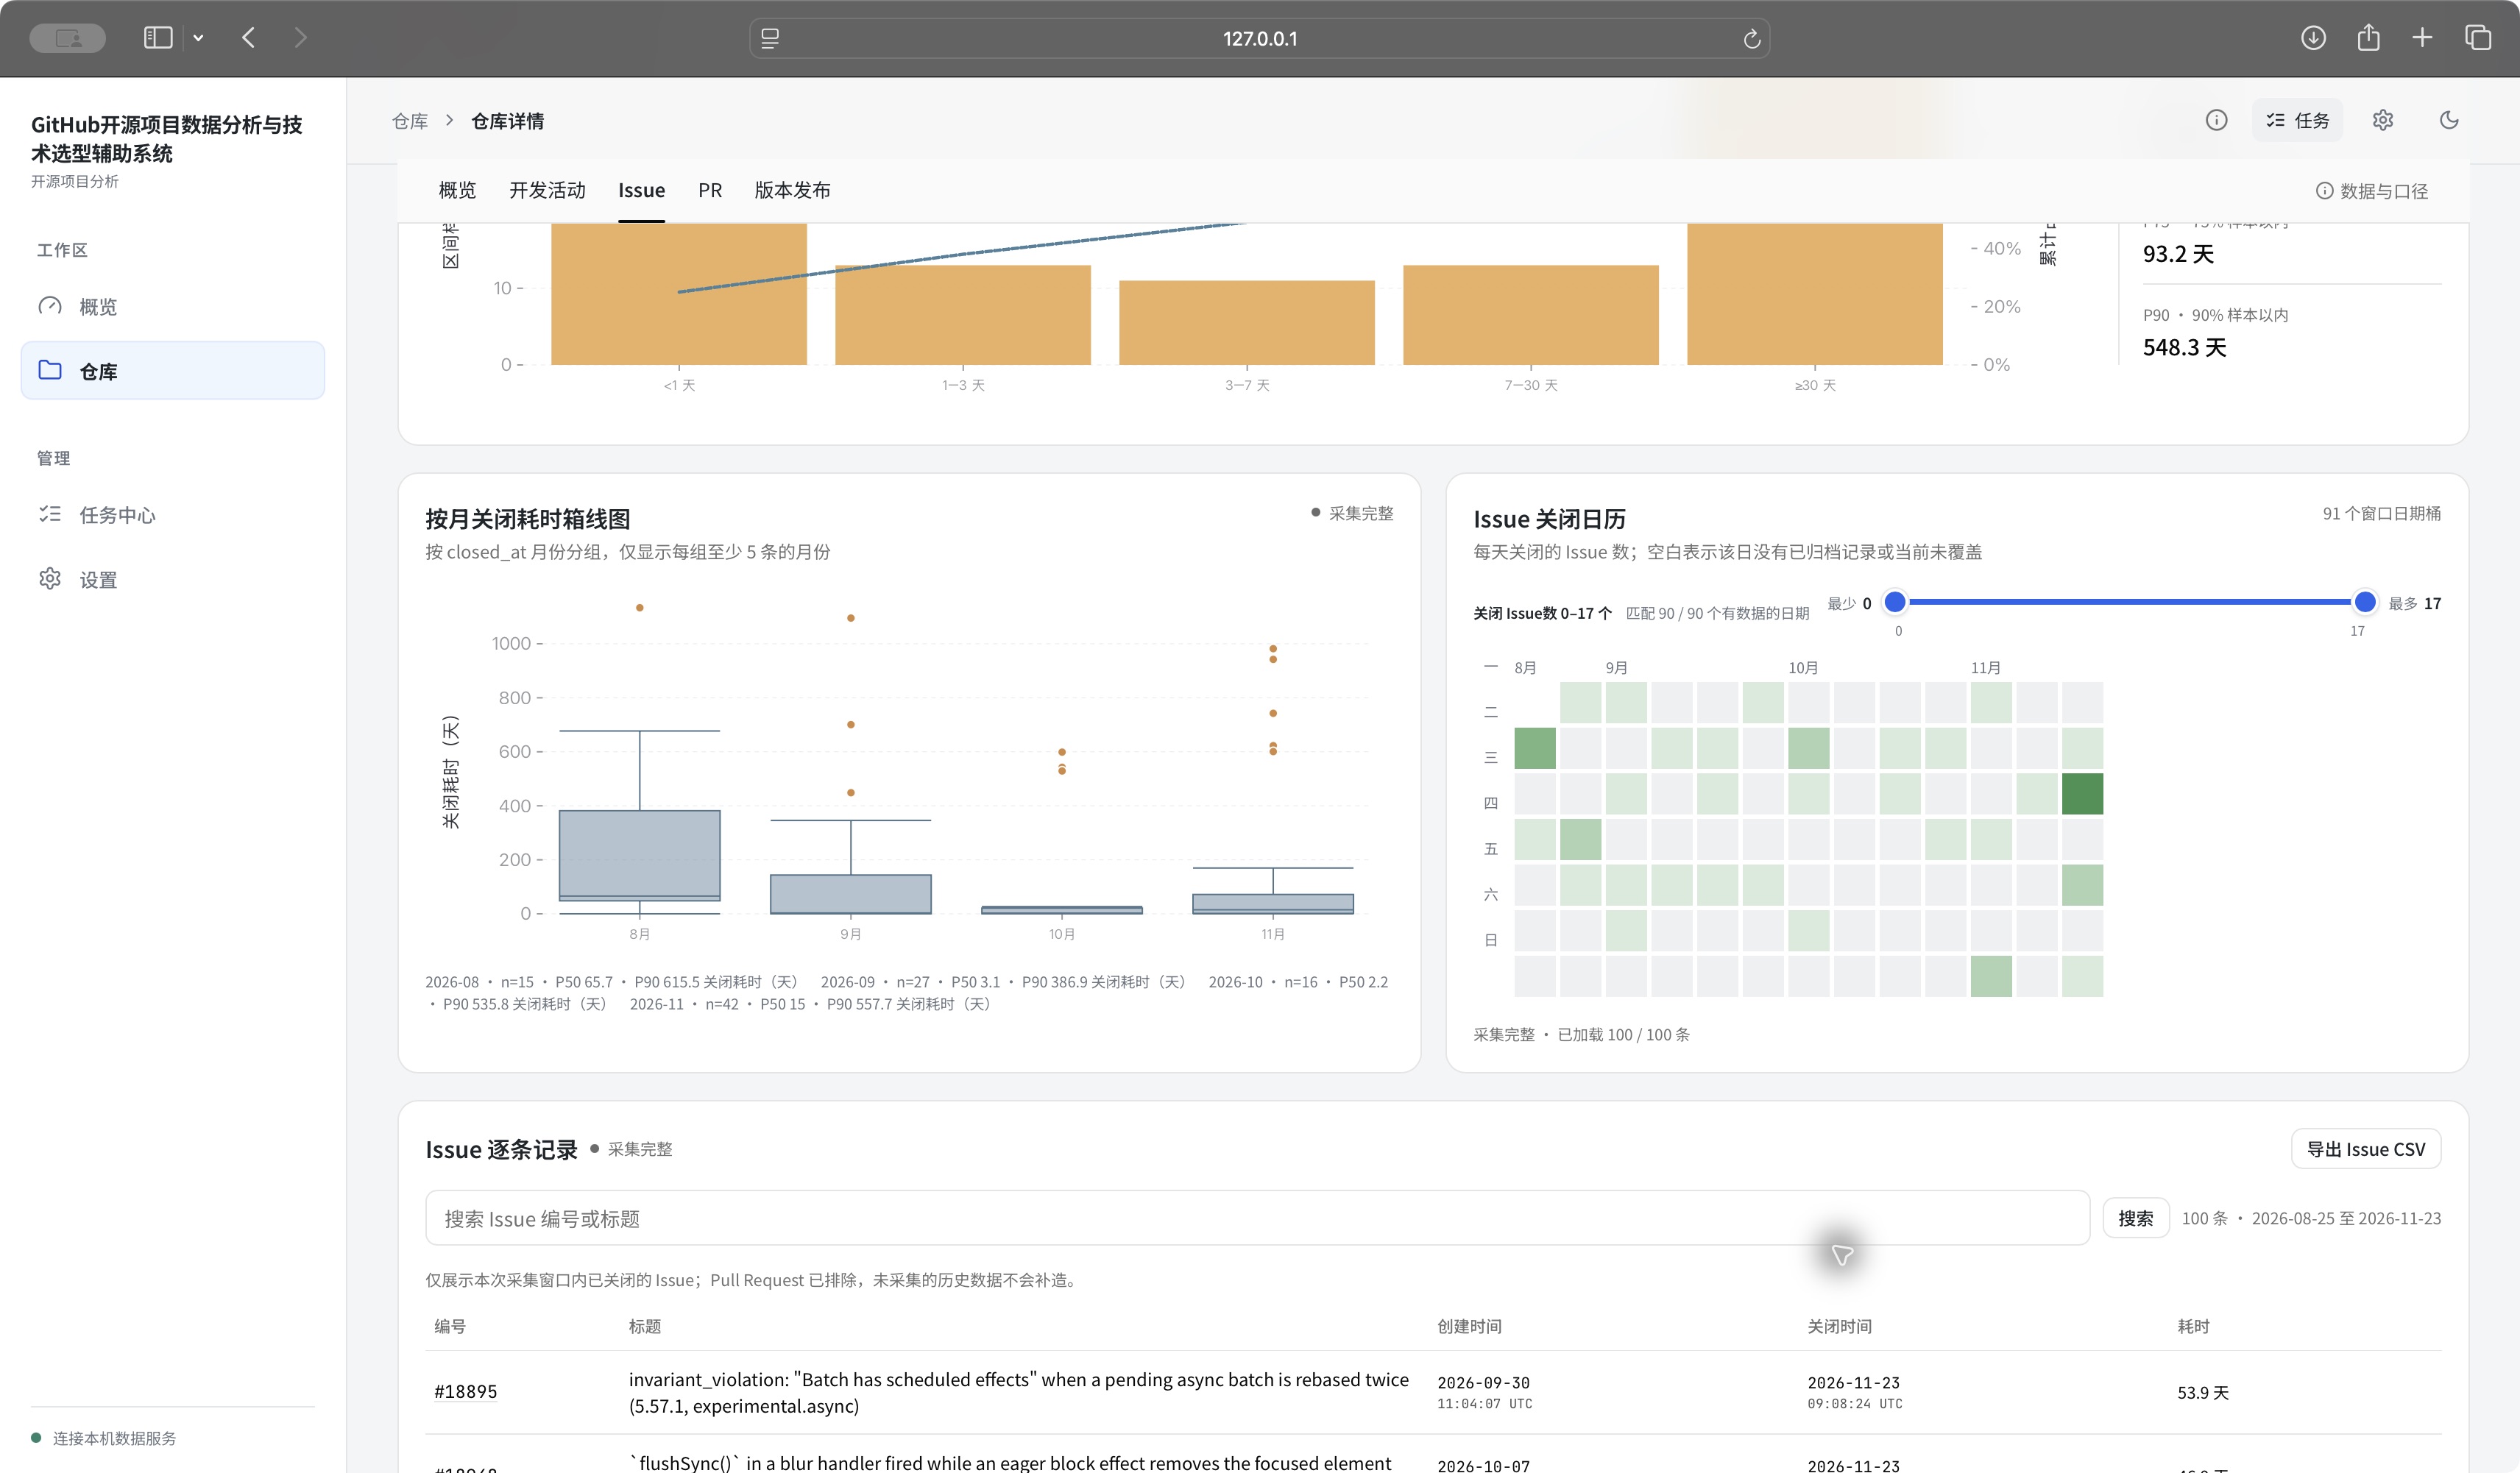 127.0.0.1
GitHub开源项目数据分析与技
术选型辅助系统
开源项目分析
工作区
概览
仓库
管理
任务中心
设置
连接本机数据服务
仓库 > 仓库详情
任务
概览 开发活动 Issue PR 版本发布
数据与口径
10
0
<1 天 1—3 天 3—7 天 7—30 天 ≥30 天
40%
20%
0%
93.2 天
P90 · 90% 样本以内
548.3 天
按月关闭耗时箱线图
采集完整
按 closed_at 月份分组，仅显示每组至少 5 条的月份
关闭耗时（天）
1000
800
600
400
200
0
8月 9月 10月 11月
2026-08 · n=15 · P50 65.7 · P90 615.5 关闭耗时（天） 2026-09 · n=27 · P50 3.1 · P90 386.9 关闭耗时（天） 2026-10 · n=16 · P50 2.2
· P90 535.8 关闭耗时（天） 2026-11 · n=42 · P50 15 · P90 557.7 关闭耗时（天）
Issue 关闭日历
91 个窗口日期桶
每天关闭的 Issue 数；空白表示该日没有已归档记录或当前未覆盖
关闭 Issue数 0–17 个 匹配 90 / 90 个有数据的日期
最少 0
最多 17
0 17
一 8月 9月 10月 11月
二
三
四
五
六
日
采集完整 · 已加载 100 / 100 条
Issue 逐条记录
采集完整
导出 Issue CSV
搜索 Issue 编号或标题
搜索
100 条 · 2026-08-25 至 2026-11-23
仅展示本次采集窗口内已关闭的 Issue；Pull Request 已排除，未采集的历史数据不会补造。
编号 标题 创建时间 关闭时间 耗时
#18895
invariant_violation: "Batch has scheduled effects" when a pending async batch is rebased twice
(5.57.1, experimental.async)
2026-09-30
11:04:07 UTC
2026-11-23
09:08:24 UTC
53.9 天
`flushSync()` in a blur handler fired while an eager block effect removes the focused element
2026-10-07
2026-11-23